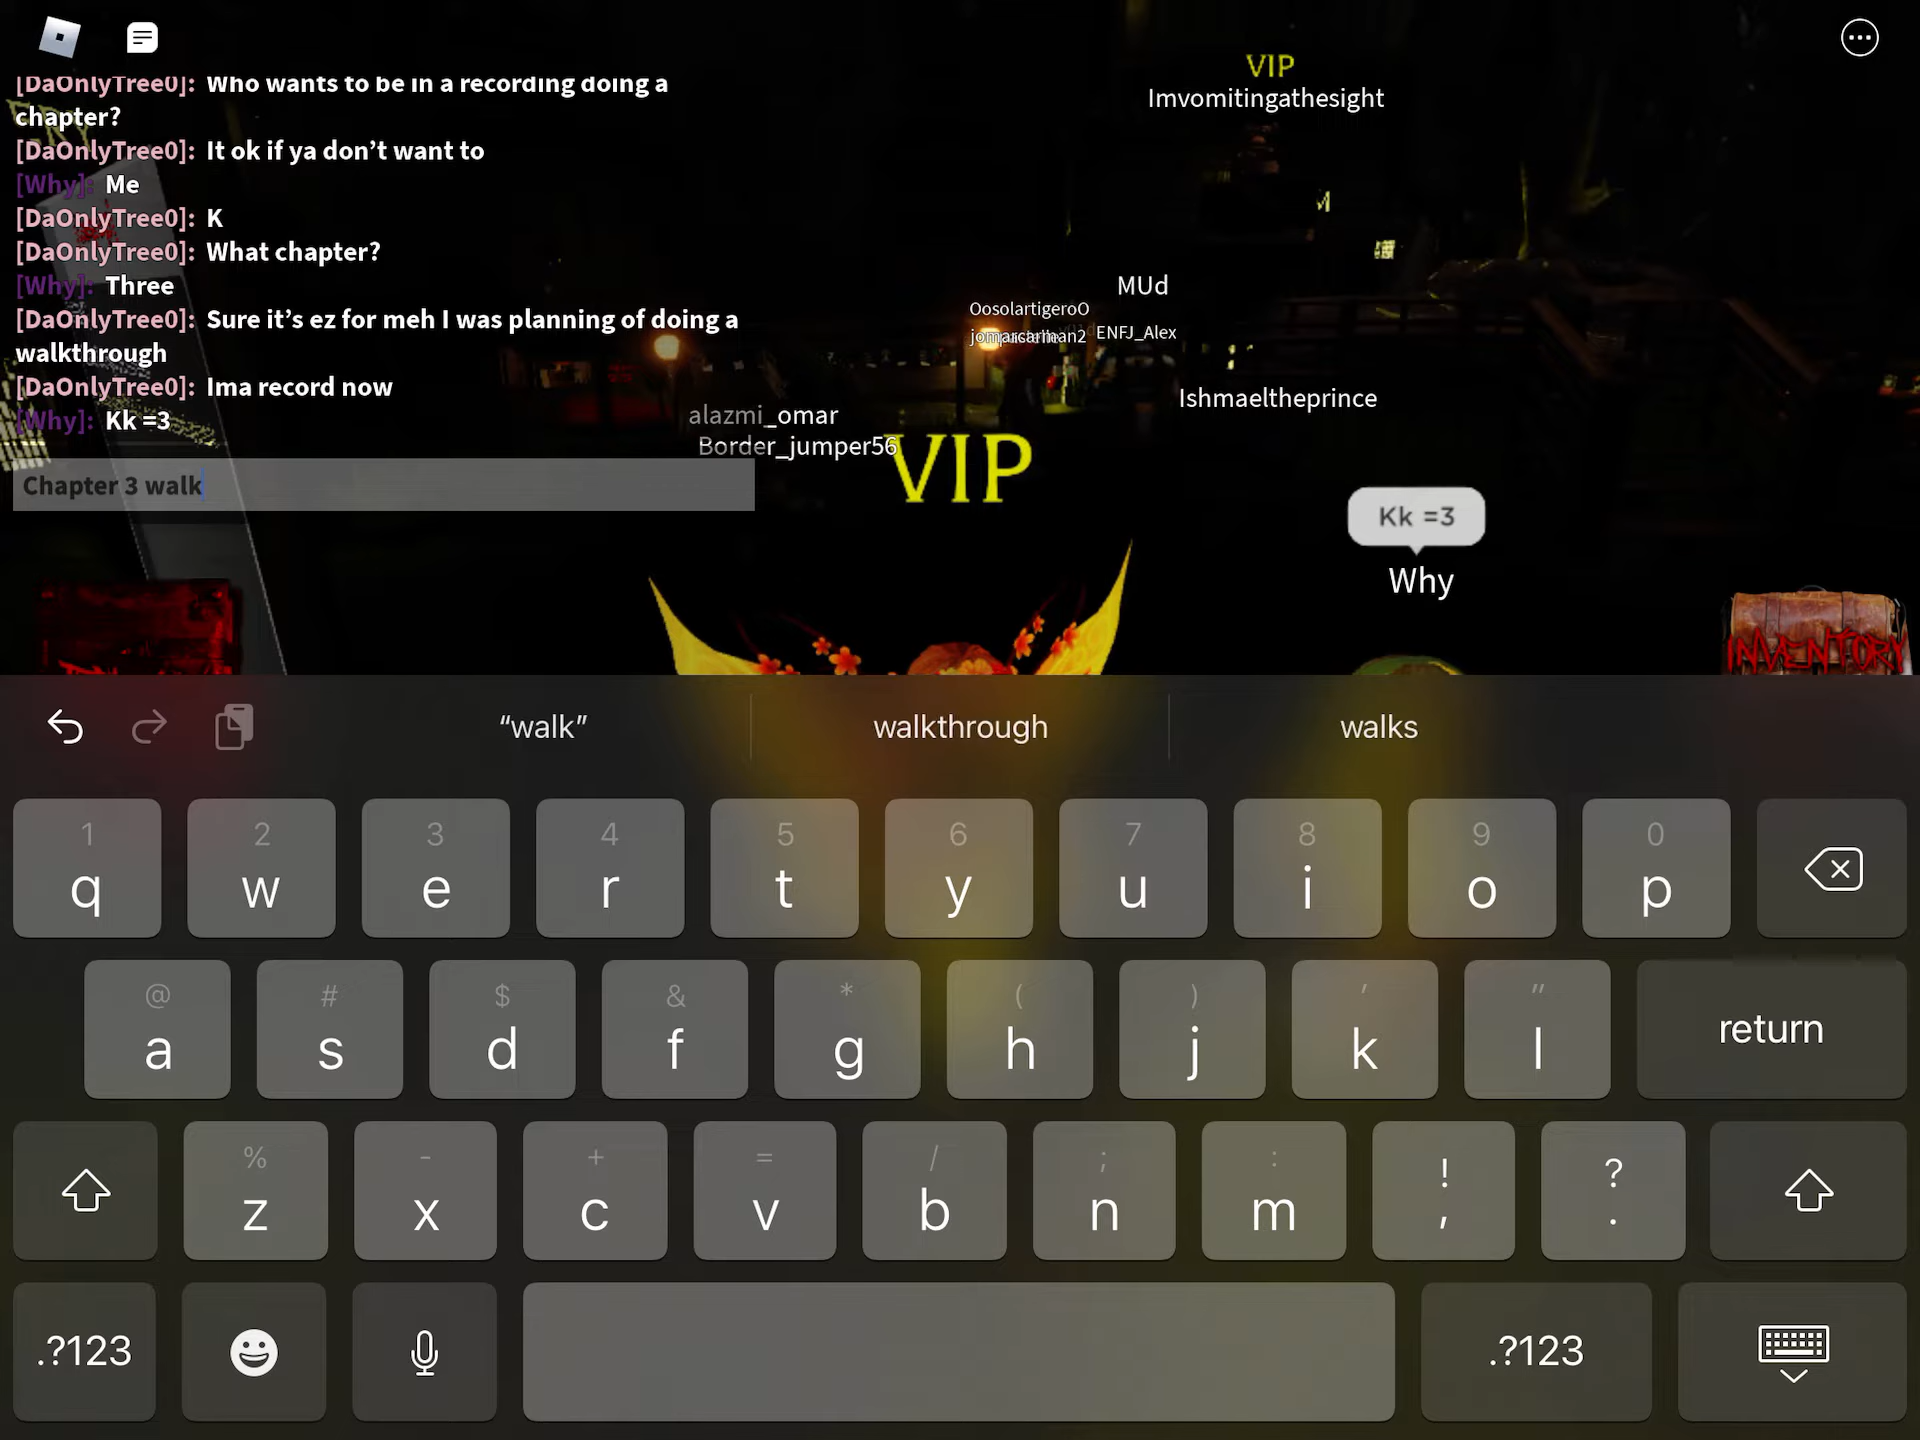 [DaOnlyTree0]: Who wants to be in a recording doing a
chapter?
[DaOnlyTree0]: It ok if ya don’t want to
[Why]: Me
[DaOnlyTree0]: K
[DaOnlyTree0]: What chapter?
[Why]: Three
[DaOnlyTree0]: Sure it’s ez for meh I was planning of doing a
walkthrough
[DaOnlyTree0]: Ima record now
[Why]: Kk =3
Chapter 3 walk
VIP
Imvomitingathesight
MUd
OosolartigeroO
ENFJ_Alex
Ishmaeltheprince
alazmi_omar
Border_jumper56
VIP
Kk =3
Why
INVENTORY
“walk” walkthrough walks
1 2 3 4 5 6 7 8 9 0
q w e r t y u i o p
@ # $ & * ( ) ' "
a s d f g h j k l return
% - + = / ; : ! ?
z x c v b n m , .
.?123 .?123